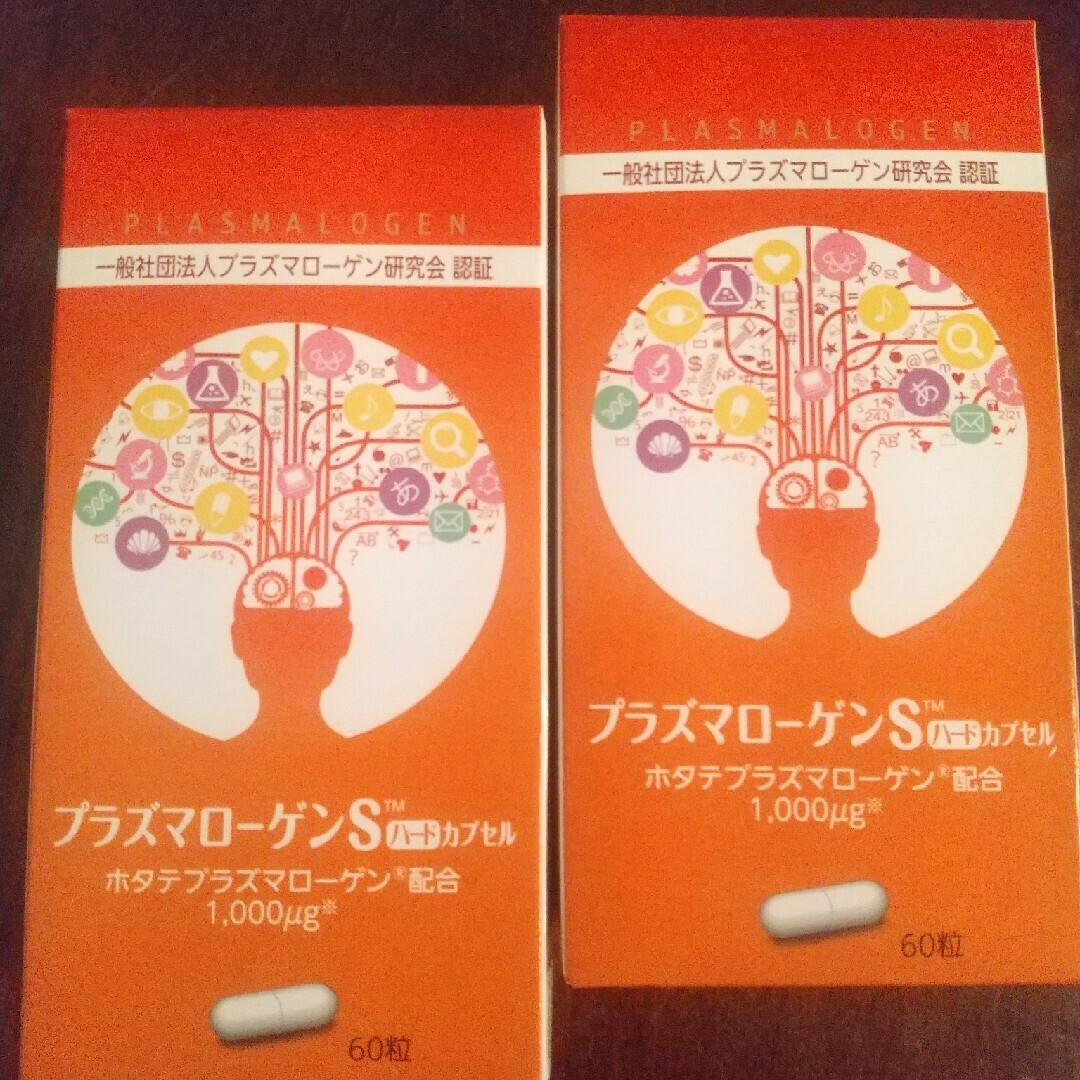 PLASMALOGEN
一般社団法人プラズマローゲン研究会 認証
プラズマローゲンS™ ハードカプセル
ホタテプラズマローゲン®配合
1,000μg※
60粒
PLASMALOGEN
一般社団法人プラズマローゲン研究会 認証
プラズマローゲンS™ ハードカプセル
ホタテプラズマローゲン®配合
1,000μg※
60粒